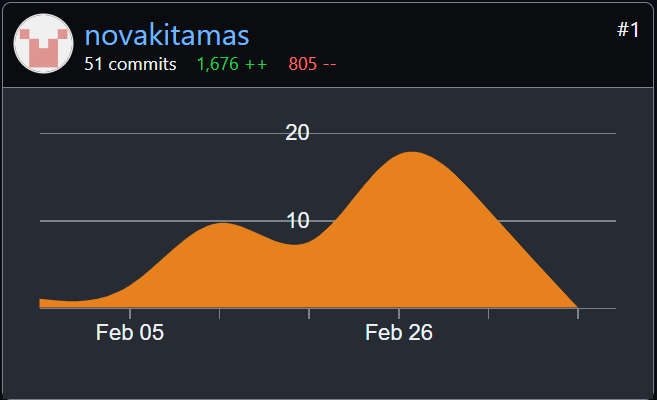 novakitamas
#1
51 commits 1,676 ++ 805 --
20
10
Feb 05 Feb 26